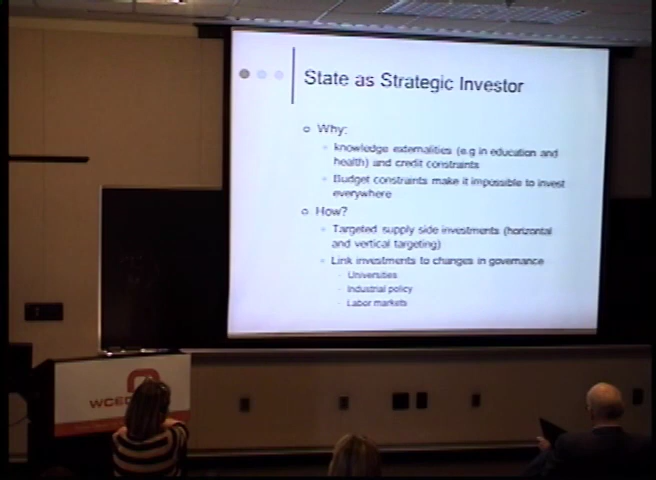 State as Strategic Investor
Why:
knowledge externalities (e.g in education and
health) and credit constraints
Budget constraints make it impossible to invest
everywhere
How?
Targeted supply side investments (horizontal
and vertical targeting)
Link investments to changes in governance
Universities
Industrial policy
Labor markets